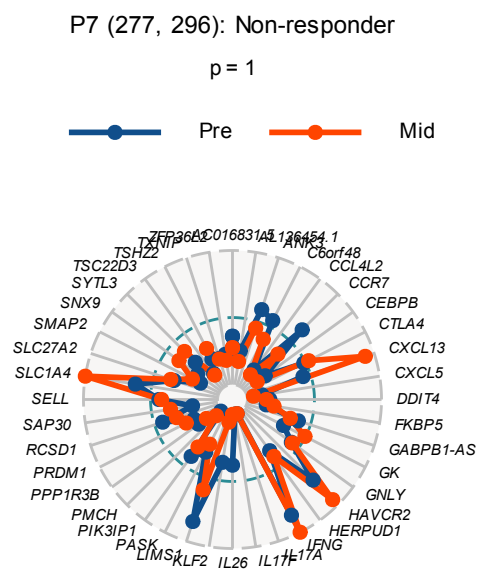 P7 (277, 296): Non-responder
p = 1
Pre
Mid
AC016831.5
AL136454.1
ANK3
C6orf48
CCL4L2
CCR7
CEBPB
CTLA4
CXCL13
CXCL5
DDIT4
FKBP5
GABPB1-AS
GK
GNLY
HAVCR2
HERPUD1
IFNG
IL17A
IL17F
IL26
KLF2
LIMS1
PASK
PIK3IP1
PMCH
PPP1R3B
PRDM1
RCSD1
SAP30
SELL
SLC1A4
SLC27A2
SMAP2
SNX9
SYTL3
TSC22D3
TSHZ2
TXNIP
ZFP36L2